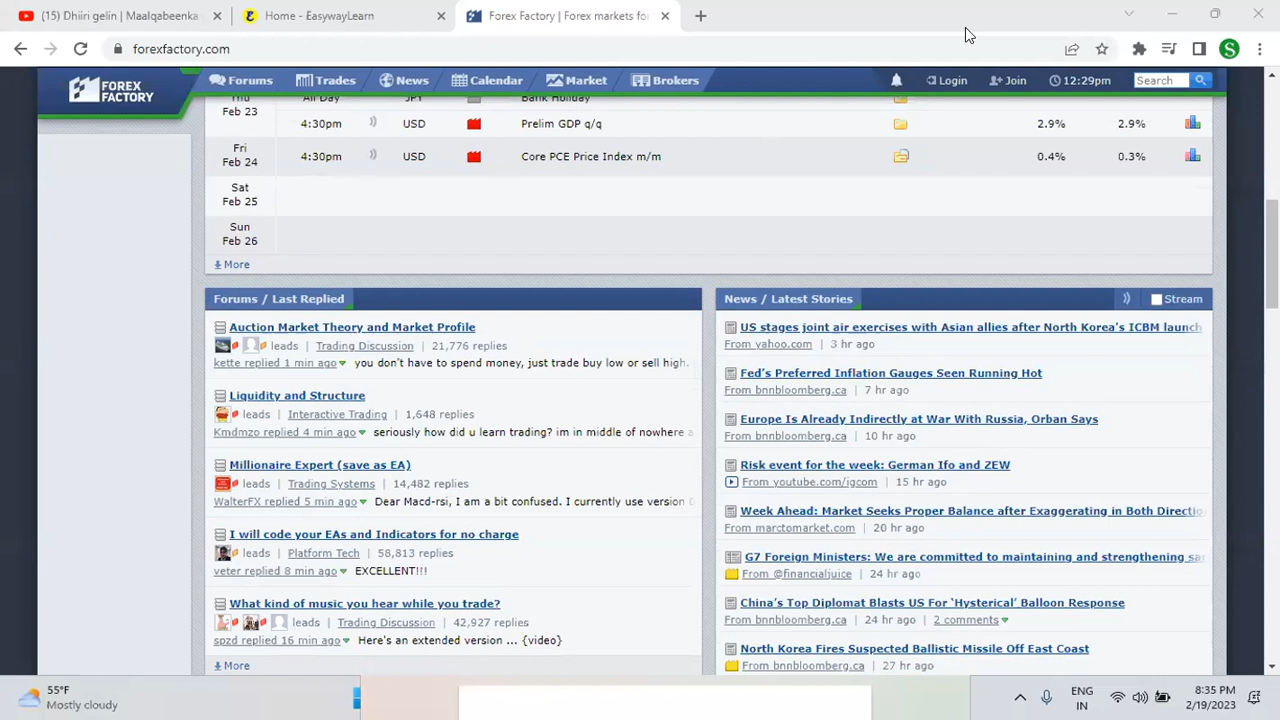 (15) Dhiiri gelin | Maalqabeenka
Home - EasywayLearn
Forex Factory | Forex markets for
forexfactory.com
S
FOREX FACTORY
Forums
Trades
News
Calendar
Market
Brokers
Login
Join
12:29pm
Search
Thu
Feb 23
All Day JPY Bank Holiday
4:30pm USD Prelim GDP q/q 2.9% 2.9%
Fri
Feb 24
4:30pm USD Core PCE Price Index m/m 0.4% 0.3%
Sat
Feb 25
Sun
Feb 26
More
Forums / Last Replied
Auction Market Theory and Market Profile
leads | Trading Discussion | 21,776 replies
kette replied 1 min ago you don't have to spend money, just trade buy low or sell high.
Liquidity and Structure
leads | Interactive Trading | 1,648 replies
Kmdmzo replied 4 min ago seriously how did u learn trading? im in middle of nowhere a
Millionaire Expert (save as EA)
leads | Trading Systems | 14,482 replies
WalterFX replied 5 min ago Dear Macd-rsi, I am a bit confused. I currently use version
I will code your EAs and Indicators for no charge
leads | Platform Tech | 58,813 replies
veter replied 8 min ago EXCELLENT!!!
What kind of music you hear while you trade?
leads | Trading Discussion | 42,927 replies
spzd replied 16 min ago Here's an extended version ... {video}
More
News / Latest Stories
Stream
US stages joint air exercises with Asian allies after North Korea's ICBM launch
From yahoo.com | 3 hr ago
Fed's Preferred Inflation Gauges Seen Running Hot
From bnnbloomberg.ca | 7 hr ago
Europe Is Already Indirectly at War With Russia, Orban Says
From bnnbloomberg.ca | 10 hr ago
Risk event for the week: German Ifo and ZEW
From youtube.com/igcom | 15 hr ago
Week Ahead: Market Seeks Proper Balance after Exaggerating in Both Directio
From marctomarket.com | 20 hr ago
G7 Foreign Ministers: We are committed to maintaining and strengthening sa
From @financialjuice | 24 hr ago
China's Top Diplomat Blasts US For 'Hysterical' Balloon Response
From bnnbloomberg.ca | 24 hr ago | 2 comments
North Korea Fires Suspected Ballistic Missile Off East Coast
From bnnbloomberg.ca | 27 hr ago
55°F
Mostly cloudy
ENG
IN
8:35 PM
2/19/2023